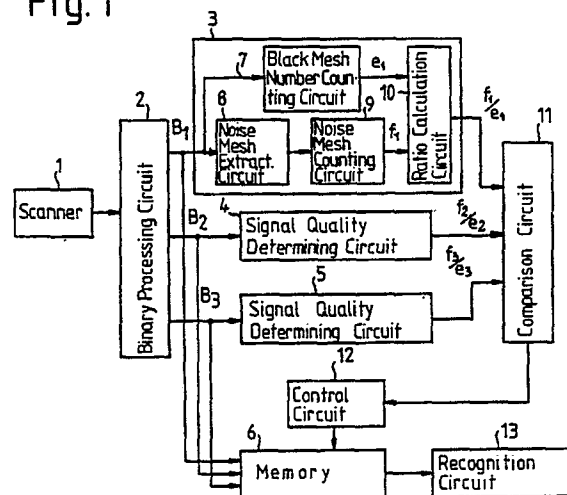 Fig. 1
3
7
Black Mesh
Number Coun-
ting Circuit
e₁
10
Ratio Calculation
Circuit
f₁/e₁
11
2
B₁
8
Noise
Mesh
Extract.
Circuit
9
Noise
Mesh
Counting
Circuit
f₁
1
Scanner
Binary Processing Circuit
B₂
4
Signal Quality
Determining Circuit
f₂/e₂
Comparison Circuit
B₃
5
Signal Quality
Determining Circuit
f₃/e₃
12
Control
Circuit
6
Memory
13
Recognition
Circuit